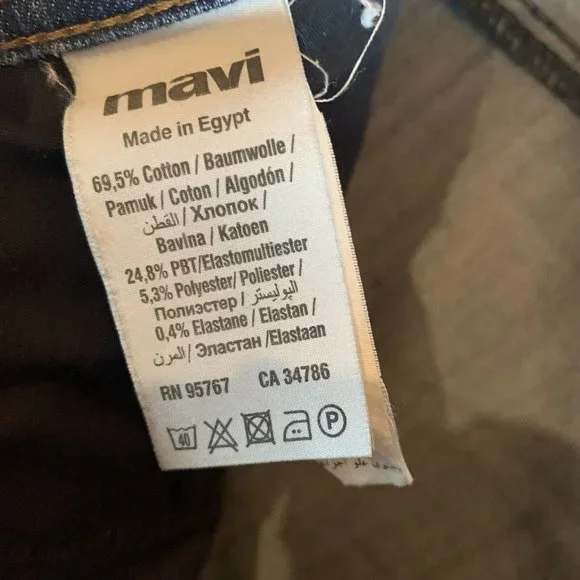 mavi
Made in Egypt
69,5% Cotton / Baumwolle /
Pamuk / Coton / Algodón /
القطن / Хлопок /
Bavlna / Katoen
24,8% PBT/Elastomultiester
5,3% Polyester/ Poliester /
Полиэстер / البوليستر
0,4% Elastane / Elastan /
المرن / Эластан /Elastaan
RN 95767 CA 34786
40 P